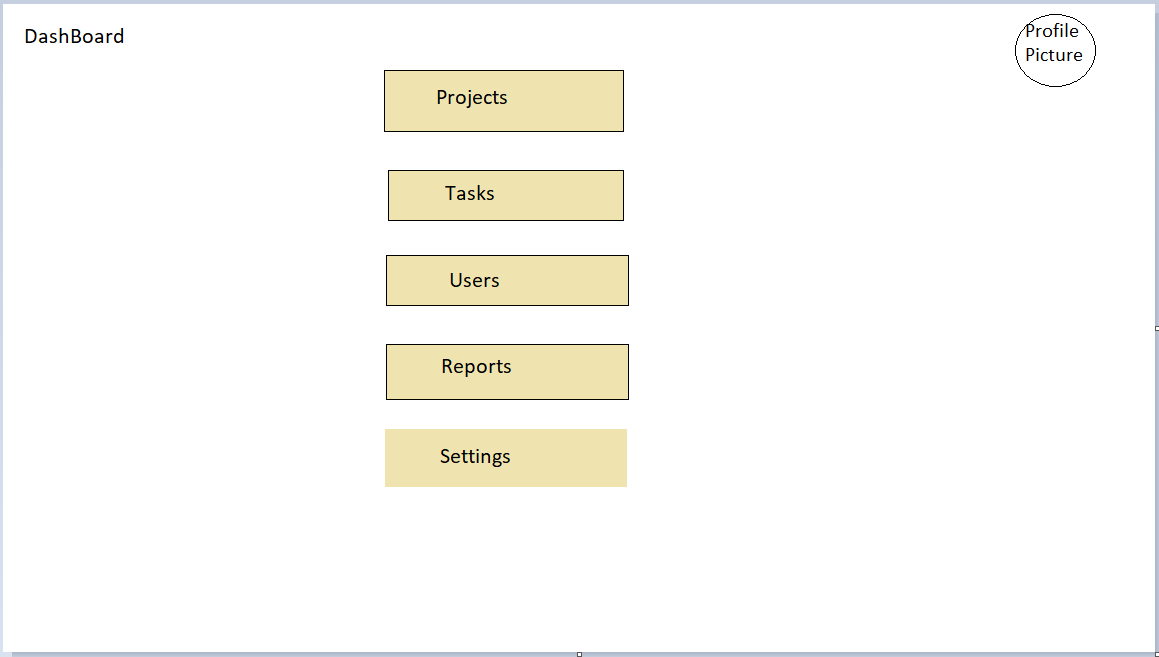 DashBoard
Profile
Picture
Projects
Tasks
Users
Reports
Settings